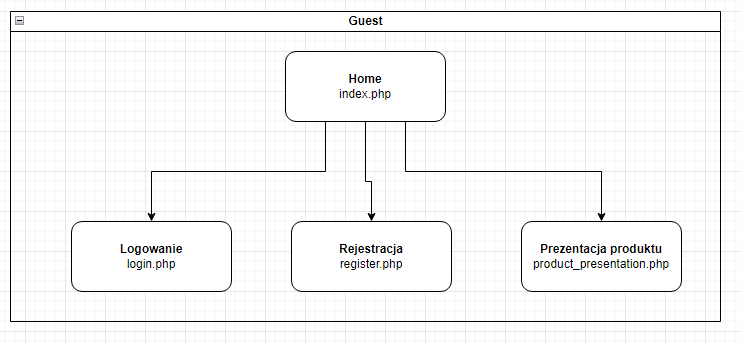 Guest
Home
index.php
Logowanie
login.php
Rejestracja
register.php
Prezentacja produktu
product_presentation.php